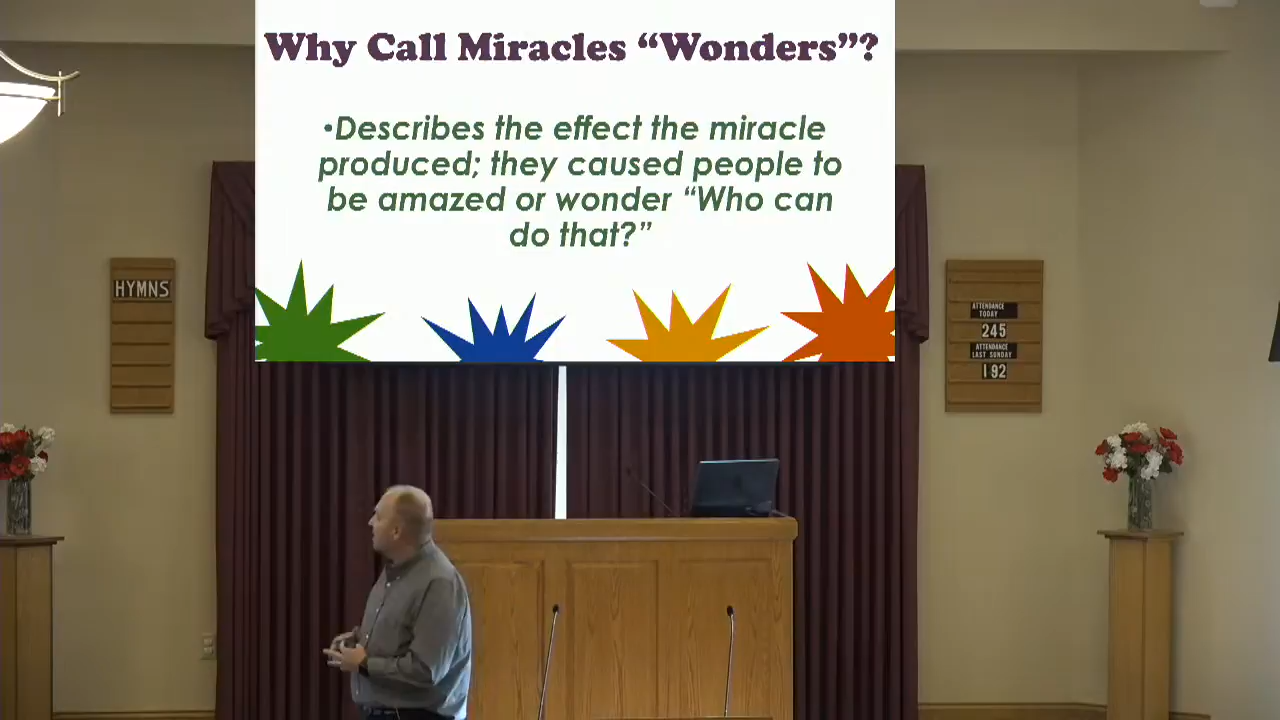 Why Call Miracles “Wonders”?
•Describes the effect the miracle
produced; they caused people to
be amazed or wonder “Who can
do that?”
HYMNS
ATTENDANCE
TODAY
245
ATTENDANCE
LAST SUNDAY
192